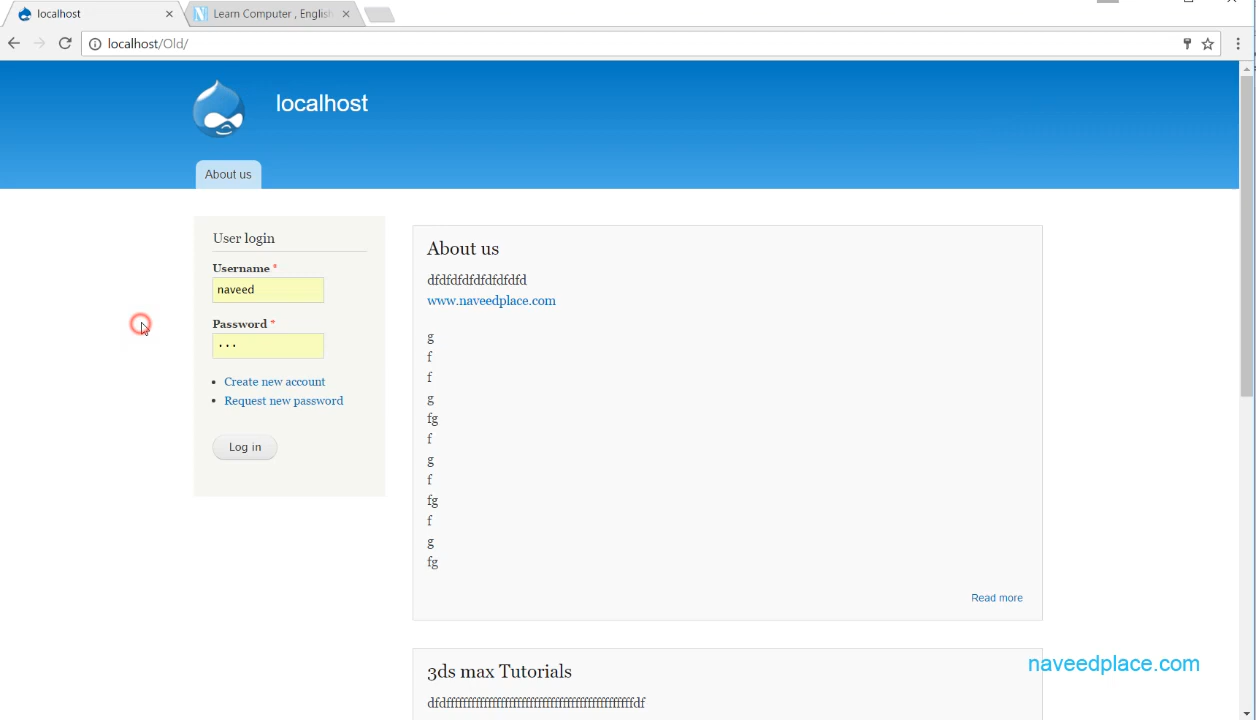 localhost
Learn Computer , English
localhost/Old/
localhost
About us
User login
Username *
naveed
Password *
Create new account
Request new password
Log in
About us
dfdfdfdfdfdfdfdfd
www.naveedplace.com
g
f
f
g
fg
f
g
f
fg
f
g
fg
Read more
3ds max Tutorials
naveedplace.com